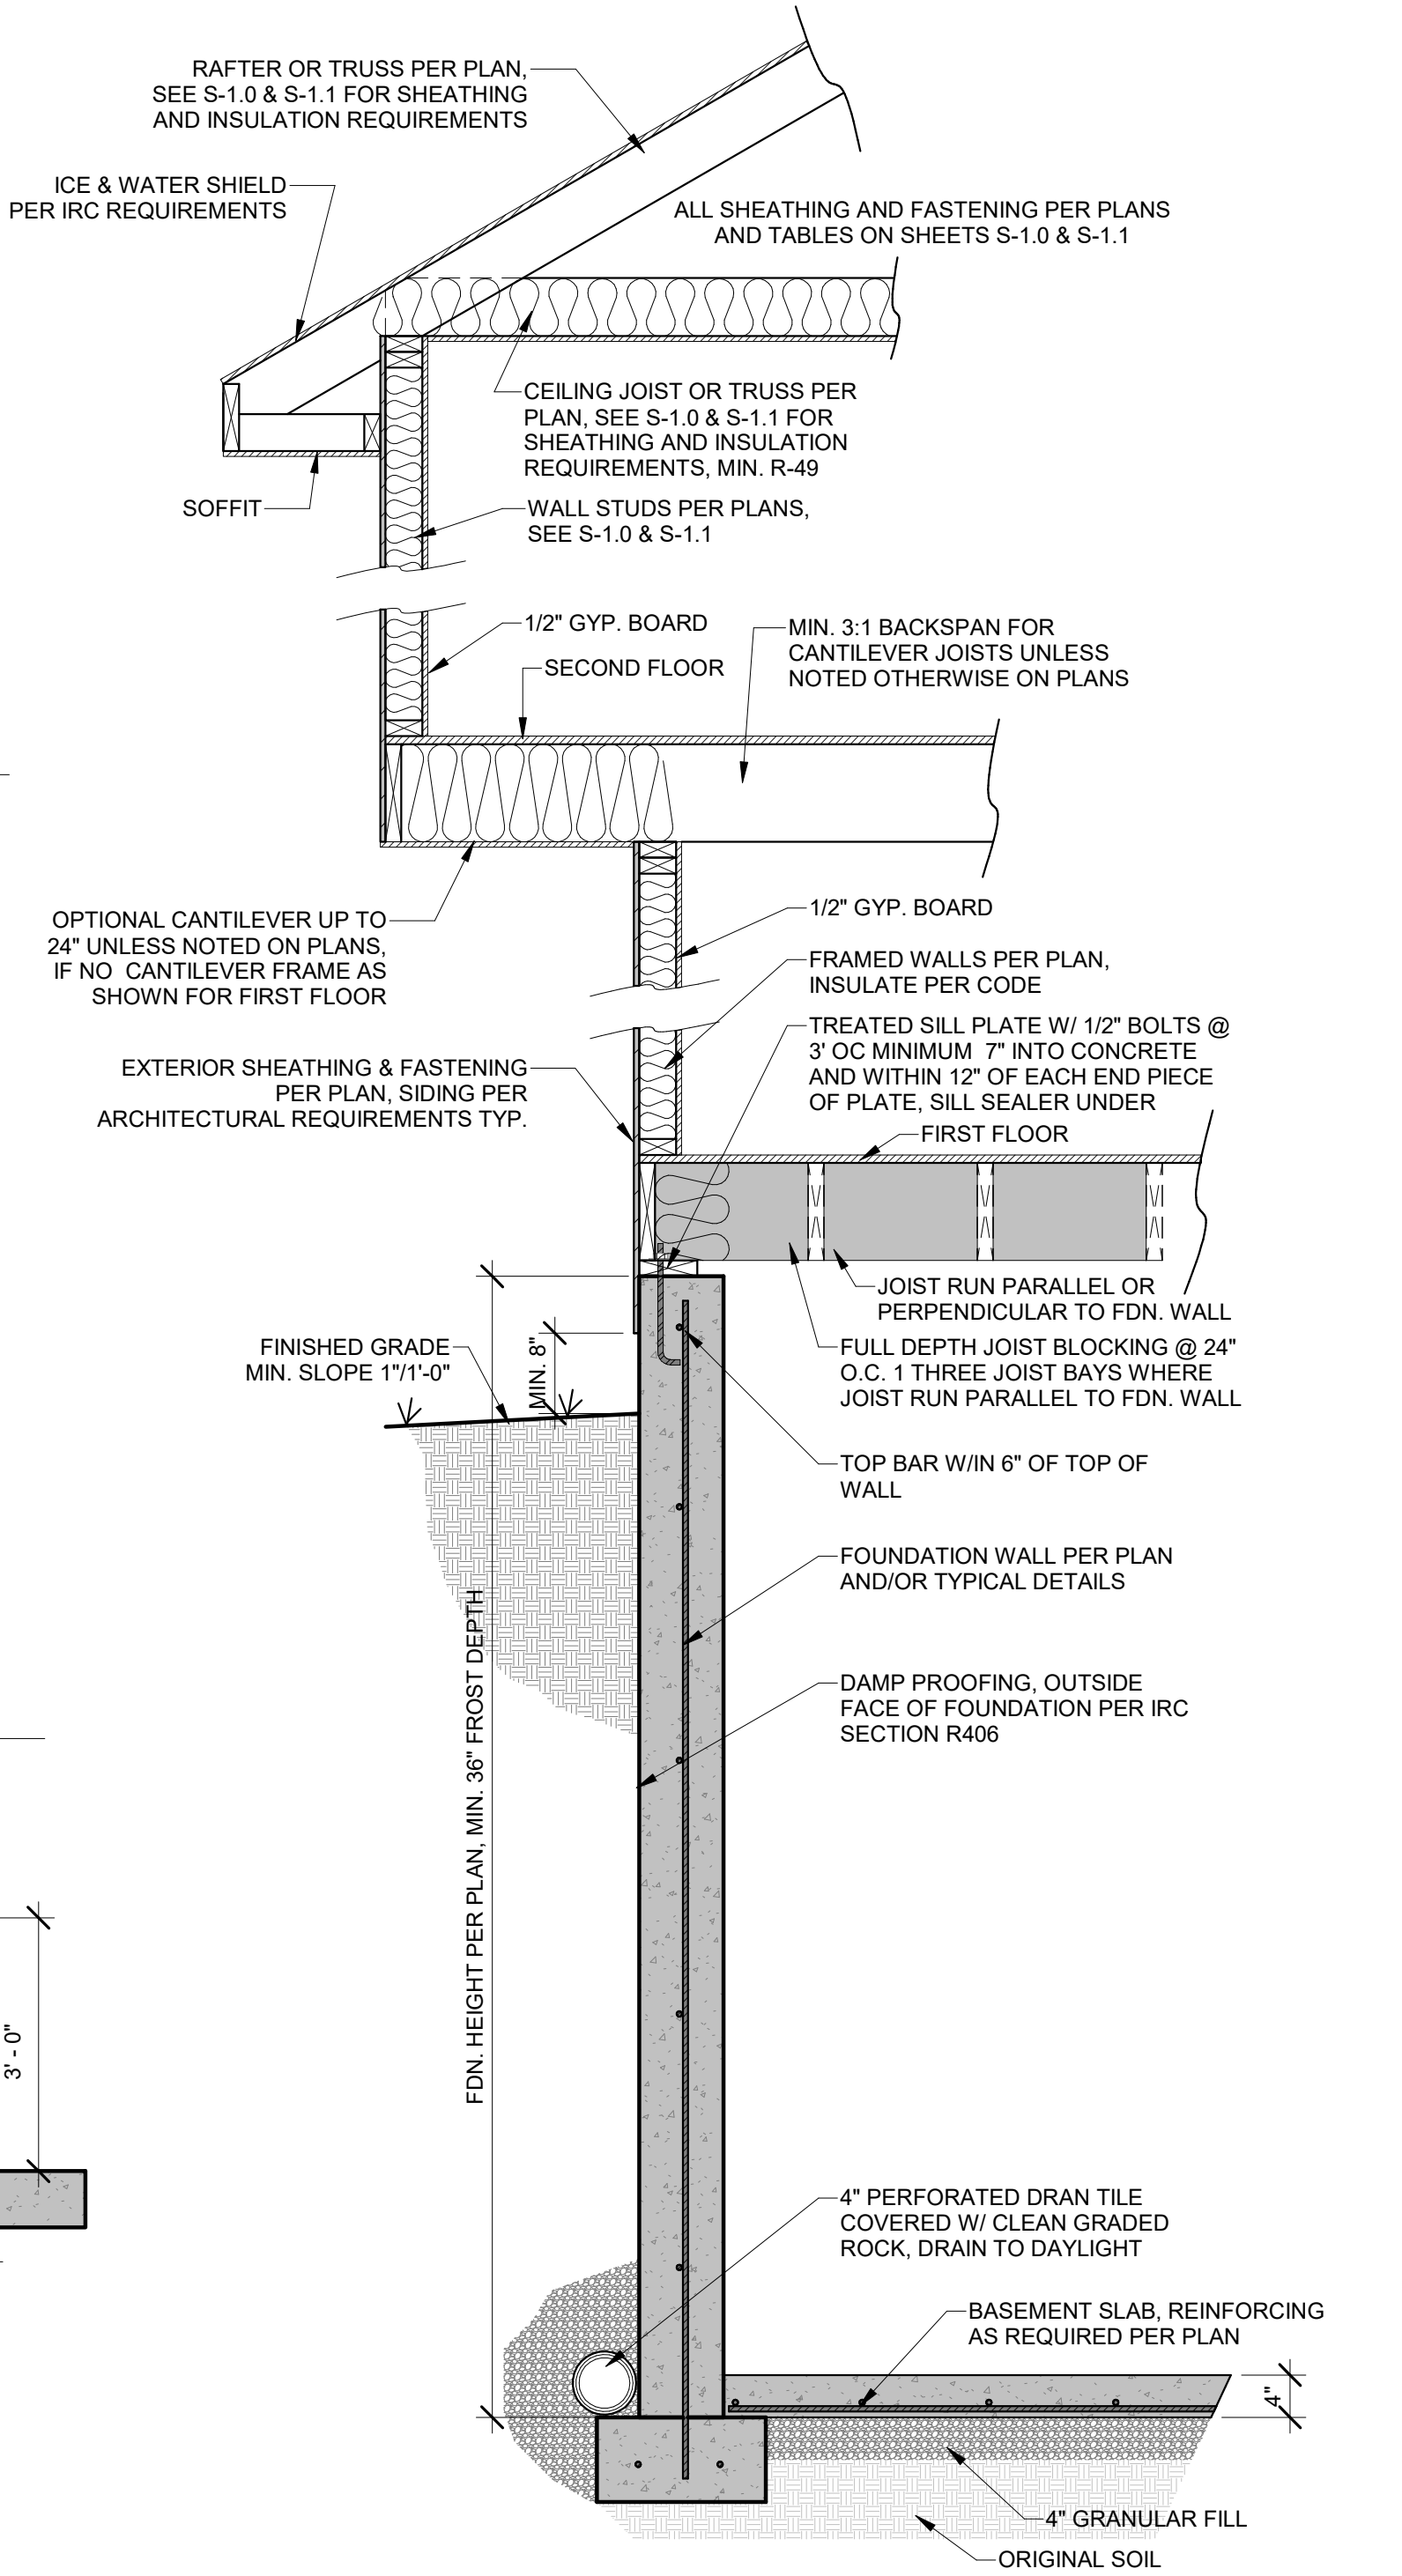 RAFTER OR TRUSS PER PLAN,
SEE S-1.0 & S-1.1 FOR SHEATHING
AND INSULATION REQUIREMENTS
ICE & WATER SHIELD
PER IRC REQUIREMENTS
ALL SHEATHING AND FASTENING PER PLANS
AND TABLES ON SHEETS S-1.0 & S-1.1
CEILING JOIST OR TRUSS PER
PLAN, SEE S-1.0 & S-1.1 FOR
SHEATHING AND INSULATION
REQUIREMENTS, MIN. R-49
SOFFIT
WALL STUDS PER PLANS,
SEE S-1.0 & S-1.1
1/2" GYP. BOARD
SECOND FLOOR
MIN. 3:1 BACKSPAN FOR
CANTILEVER JOISTS UNLESS
NOTED OTHERWISE ON PLANS
OPTIONAL CANTILEVER UP TO
24" UNLESS NOTED ON PLANS,
IF NO CANTILEVER FRAME AS
SHOWN FOR FIRST FLOOR
1/2" GYP. BOARD
FRAMED WALLS PER PLAN,
INSULATE PER CODE
TREATED SILL PLATE W/ 1/2" BOLTS @
3' OC MINIMUM 7" INTO CONCRETE
AND WITHIN 12" OF EACH END PIECE
OF PLATE, SILL SEALER UNDER
EXTERIOR SHEATHING & FASTENING
PER PLAN, SIDING PER
ARCHITECTURAL REQUIREMENTS TYP.
FIRST FLOOR
JOIST RUN PARALLEL OR
PERPENDICULAR TO FDN. WALL
FINISHED GRADE
MIN. SLOPE 1"/1'-0"
MIN. 8"
FULL DEPTH JOIST BLOCKING @ 24"
O.C. 1 THREE JOIST BAYS WHERE
JOIST RUN PARALLEL TO FDN. WALL
TOP BAR W/IN 6" OF TOP OF
WALL
FOUNDATION WALL PER PLAN
AND/OR TYPICAL DETAILS
FDN. HEIGHT PER PLAN, MIN. 36" FROST DEPTH
DAMP PROOFING, OUTSIDE
FACE OF FOUNDATION PER IRC
SECTION R406
3' - 0"
4" PERFORATED DRAN TILE
COVERED W/ CLEAN GRADED
ROCK, DRAIN TO DAYLIGHT
BASEMENT SLAB, REINFORCING
AS REQUIRED PER PLAN
4"
4" GRANULAR FILL
ORIGINAL SOIL